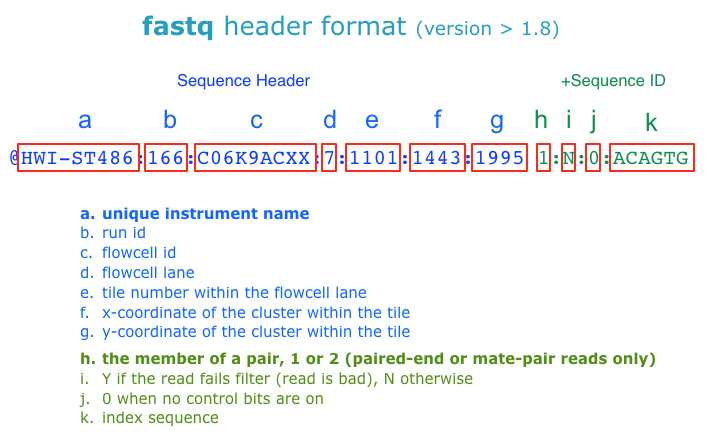 fastq header format (version > 1.8)
Sequence Header +Sequence ID
a b c d e f g h i j k
@HWI-ST486:166:C06K9ACXX:7:1101:1443:1995 1:N:0:ACAGTG
a. unique instrument name
b. run id
c. flowcell id
d. flowcell lane
e. tile number within the flowcell lane
f. x-coordinate of the cluster within the tile
g. y-coordinate of the cluster within the tile
h. the member of a pair, 1 or 2 (paired-end or mate-pair reads only)
i. Y if the read fails filter (read is bad), N otherwise
j. 0 when no control bits are on
k. index sequence